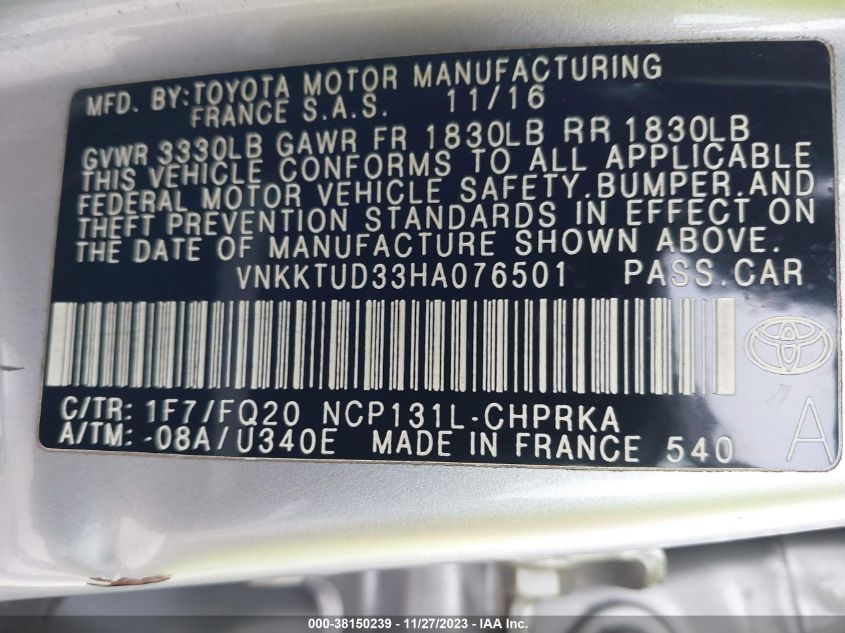 MFD. BY:TOYOTA MOTOR MANUFACTURING
FRANCE S.A.S. 11/16
GVWR 3330LB GAWR FR 1830LB RR 1830LB
THIS VEHICLE CONFORMS TO ALL APPLICABLE
FEDERAL MOTOR VEHICLE SAFETY,BUMPER,AND
THEFT PREVENTION STANDARDS IN EFFECT ON
THE DATE OF MANUFACTURE SHOWN ABOVE.
VNKKTUD33HA076501 PASS.CAR
C/TR: 1F7/FQ20 NCP131L-CHPRKA
A/TM: -08A/U340E MADE IN FRANCE 540
A
000-38150239 - 11/27/2023 - IAA Inc.